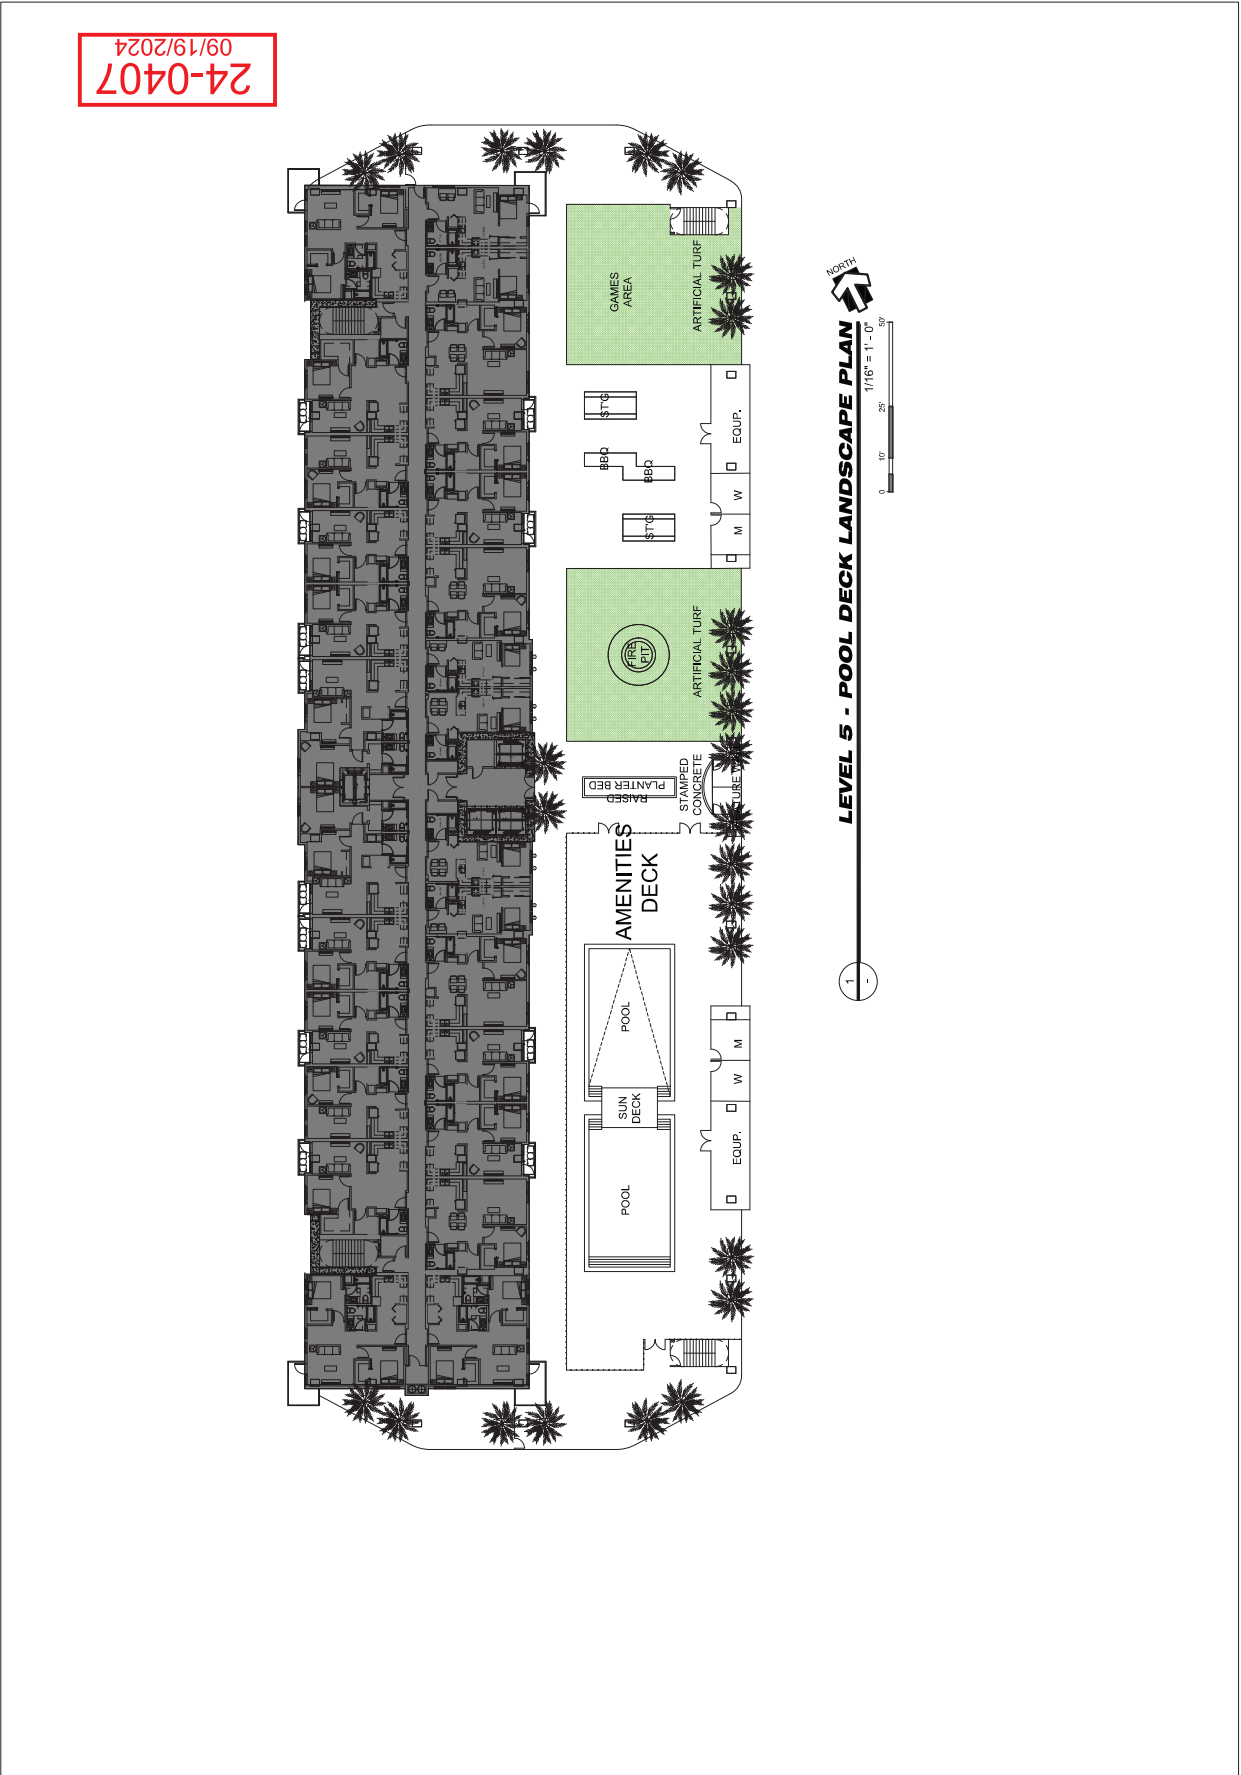 24-0407
09/19/2024
GAMES
AREA
ARTIFICIAL TURF
ST'G
BBQ
BBQ
ST'G
EQUP.
W
M
FIRE
PIT
ARTIFICIAL TURF
RAISED
PLANTER BED
STAMPED
CONCRETE
AMENITIES
DECK
POOL
SUN
DECK
POOL
M
W
EQUP.
NORTH
1
-
LEVEL 5 - POOL DECK LANDSCAPE PLAN
1/16" = 1' - 0"
0 10' 25' 50'